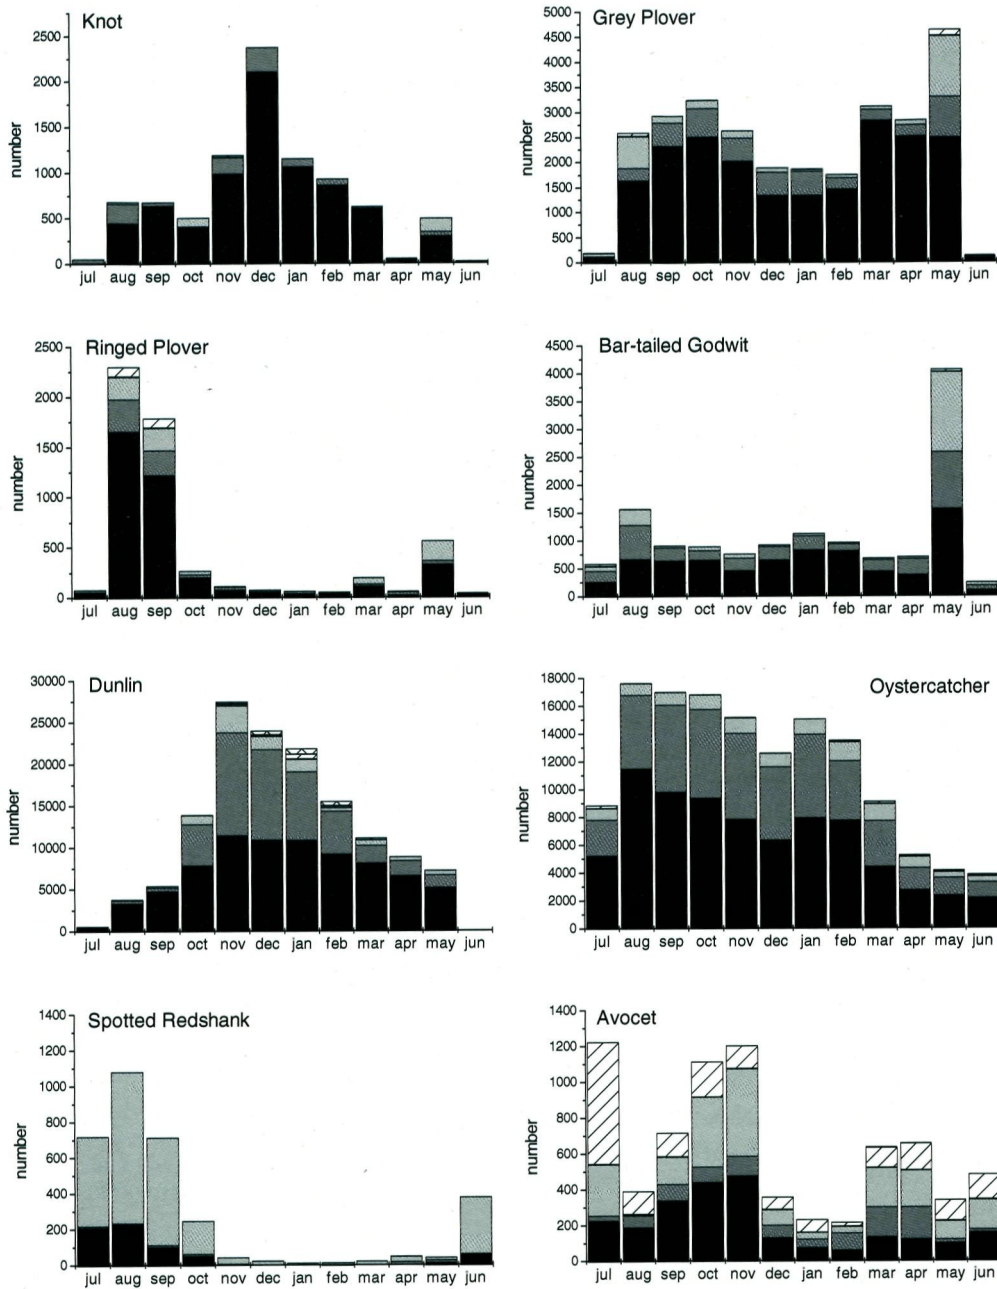 Knot
number
2500
2000
1500
1000
500
0
jul aug sep oct nov dec jan feb mar apr may jun
Grey Plover
number
5000
4500
4000
3500
3000
2500
2000
1500
1000
500
0
jul aug sep oct nov dec jan feb mar apr may jun
Ringed Plover
number
2500
2000
1500
1000
500
0
jul aug sep oct nov dec jan feb mar apr may jun
Bar-tailed Godwit
number
4500
4000
3500
3000
2500
2000
1500
1000
500
0
jul aug sep oct nov dec jan feb mar apr may jun
Dunlin
number
30000
25000
20000
15000
10000
5000
0
jul aug sep oct nov dec jan feb mar apr may jun
Oystercatcher
number
18000
16000
14000
12000
10000
8000
6000
4000
2000
0
jul aug sep oct nov dec jan feb mar apr may jun
Spotted Redshank
number
1400
1200
1000
800
600
400
200
0
jul aug sep oct nov dec jan feb mar apr may jun
Avocet
number
1400
1200
1000
800
600
400
200
0
jul aug sep oct nov dec jan feb mar apr may jun